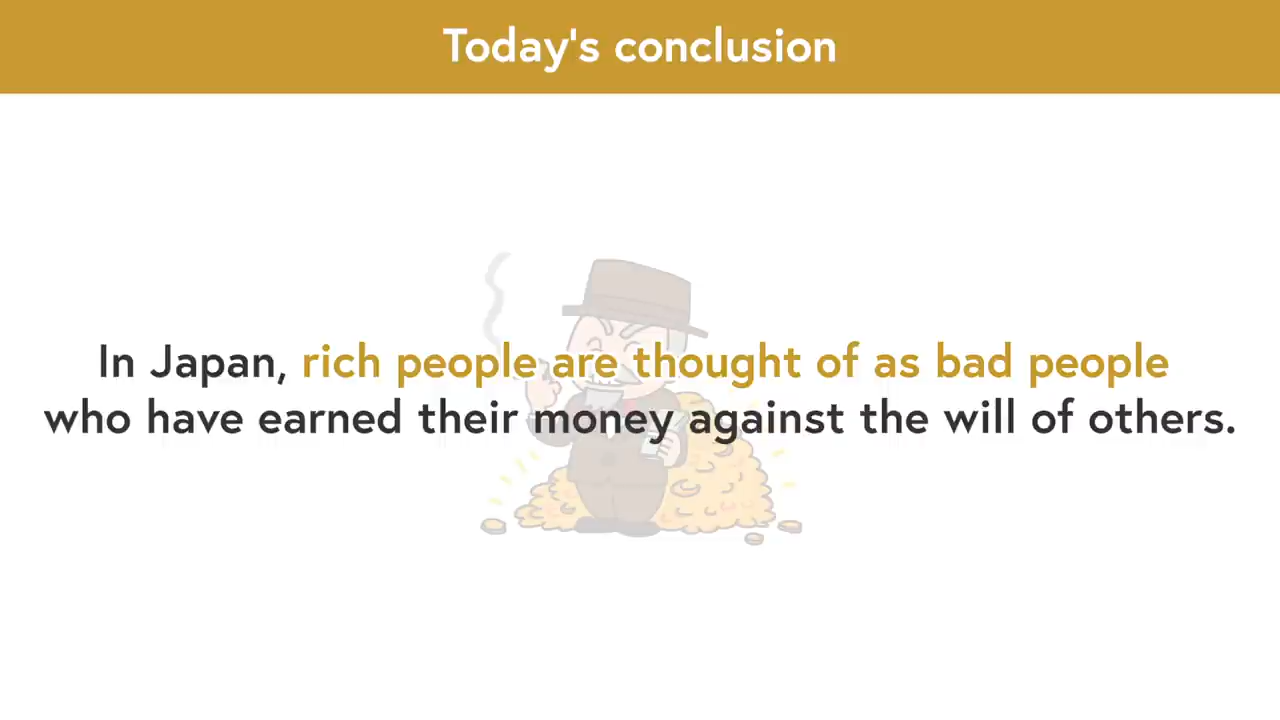 Today's conclusion
In Japan, rich people are thought of as bad people
who have earned their money against the will of others.